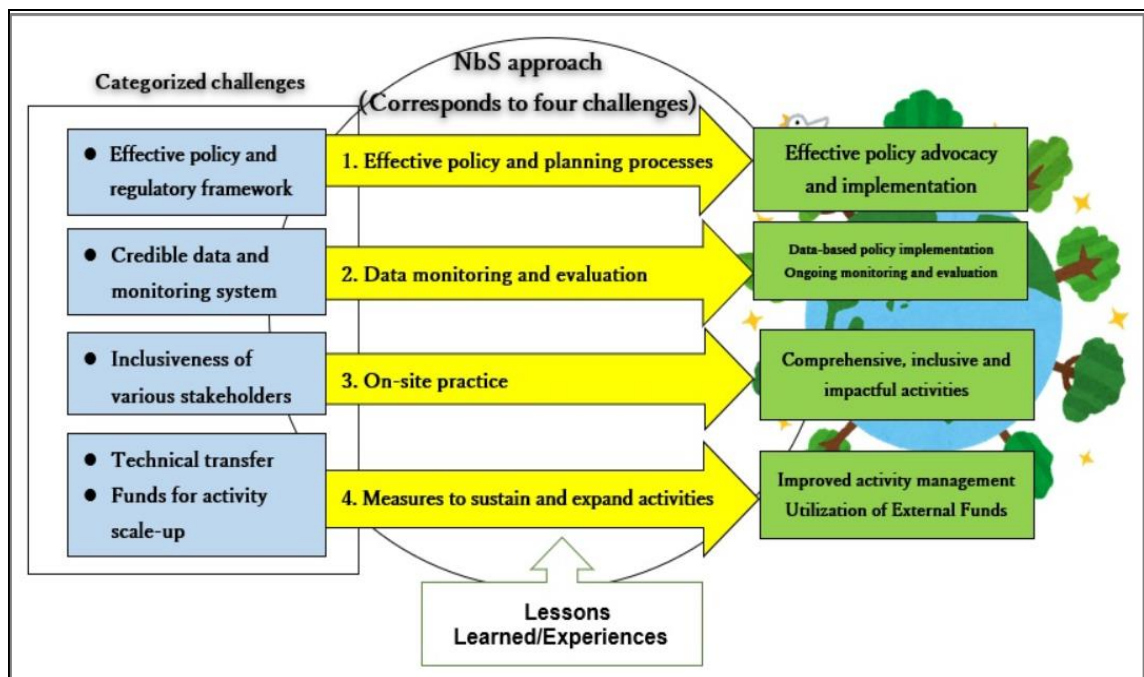 Categorized challenges
NbS approach
(Corresponds to four challenges)
● Effective policy and
regulatory framework
1. Effective policy and planning processes
Effective policy advocacy
and implementation
● Credible data and
monitoring system
2. Data monitoring and evaluation
Data-based policy implementation
Ongoing monitoring and evaluation
● Inclusiveness of
various stakeholders
3. On-site practice
Comprehensive, inclusive and
impactful activities
● Technical transfer
● Funds for activity
scale-up
4. Measures to sustain and expand activities
Improved activity management
Utilization of External Funds
Lessons
Learned/Experiences